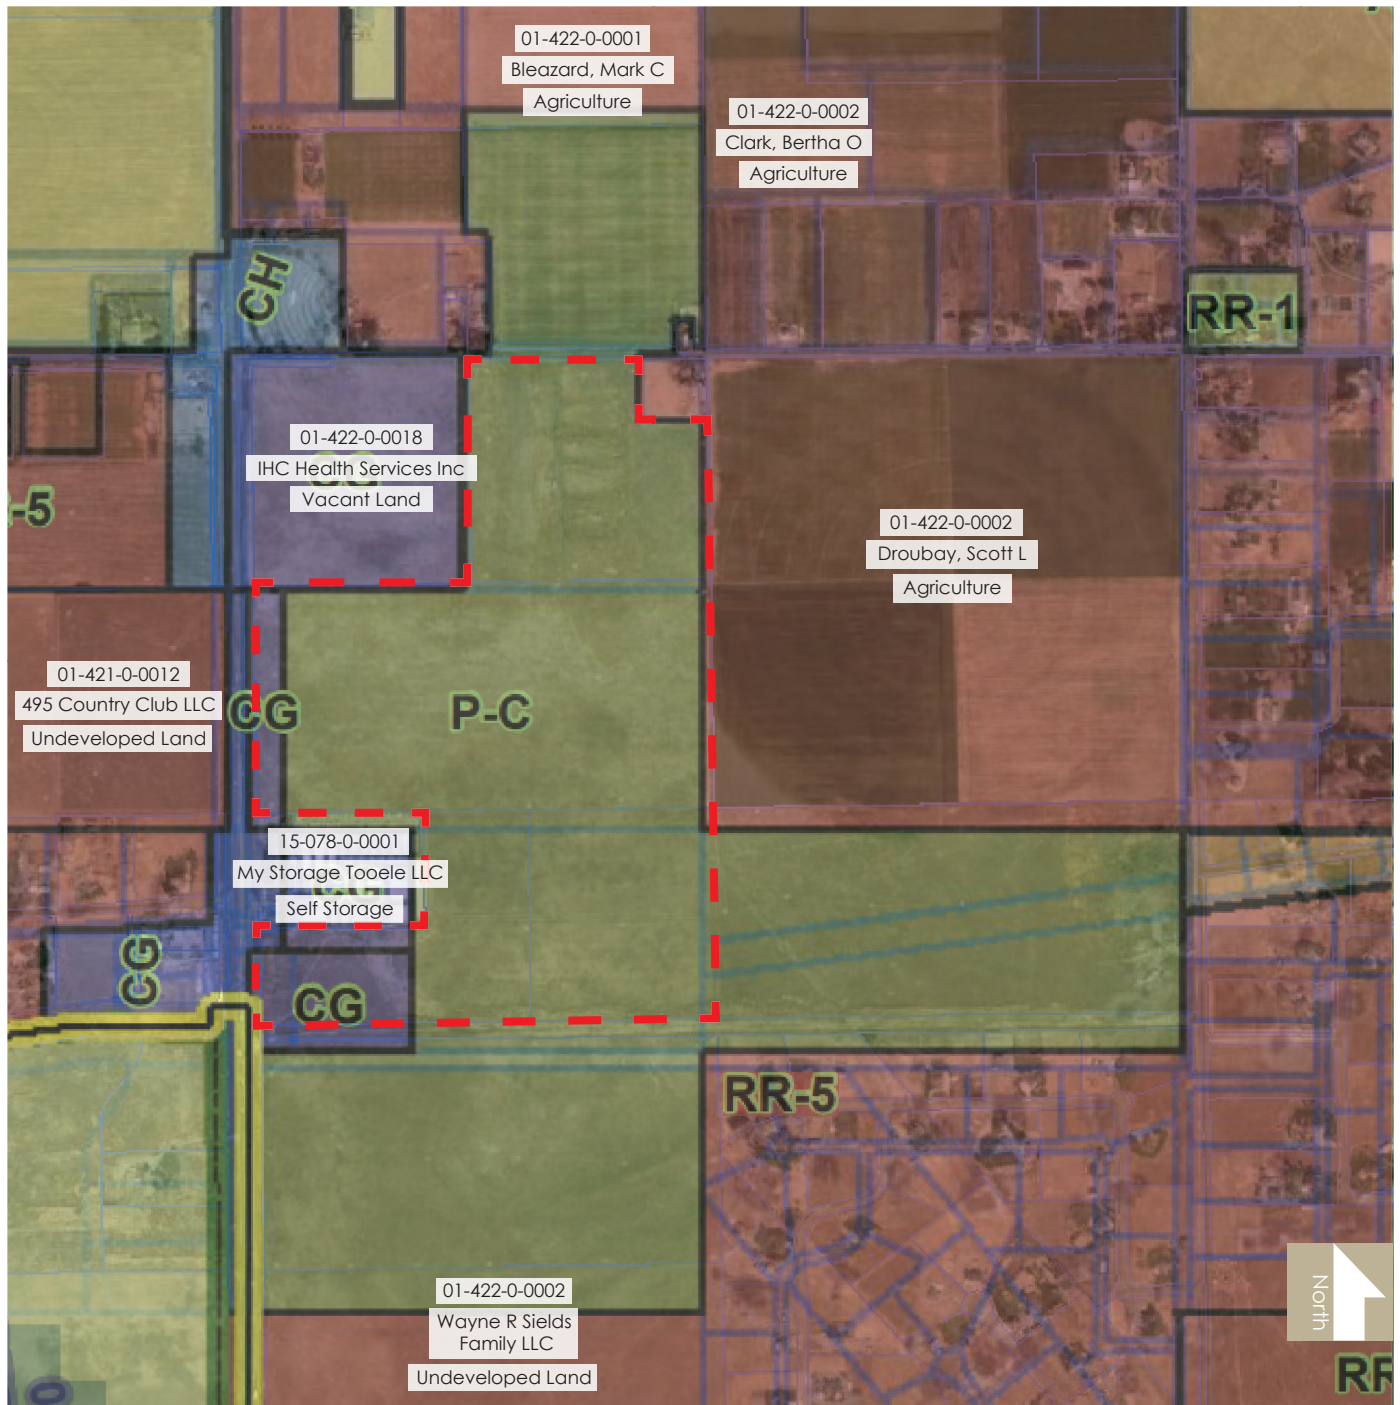 01-422-0-0001
Bleazard, Mark C
Agriculture
01-422-0-0002
Clark, Bertha O
Agriculture
CH
RR-1
01-422-0-0018
IHC Health Services Inc
Vacant Land
-5
01-422-0-0002
Droubay, Scott L
Agriculture
01-421-0-0012
495 Country Club LLC
Undeveloped Land
CG
P-C
15-078-0-0001
My Storage Tooele LLC
CG
Self Storage
CG
CG
RR-5
01-422-0-0002
Wayne R Sields
Family LLC
Undeveloped Land
North
RR